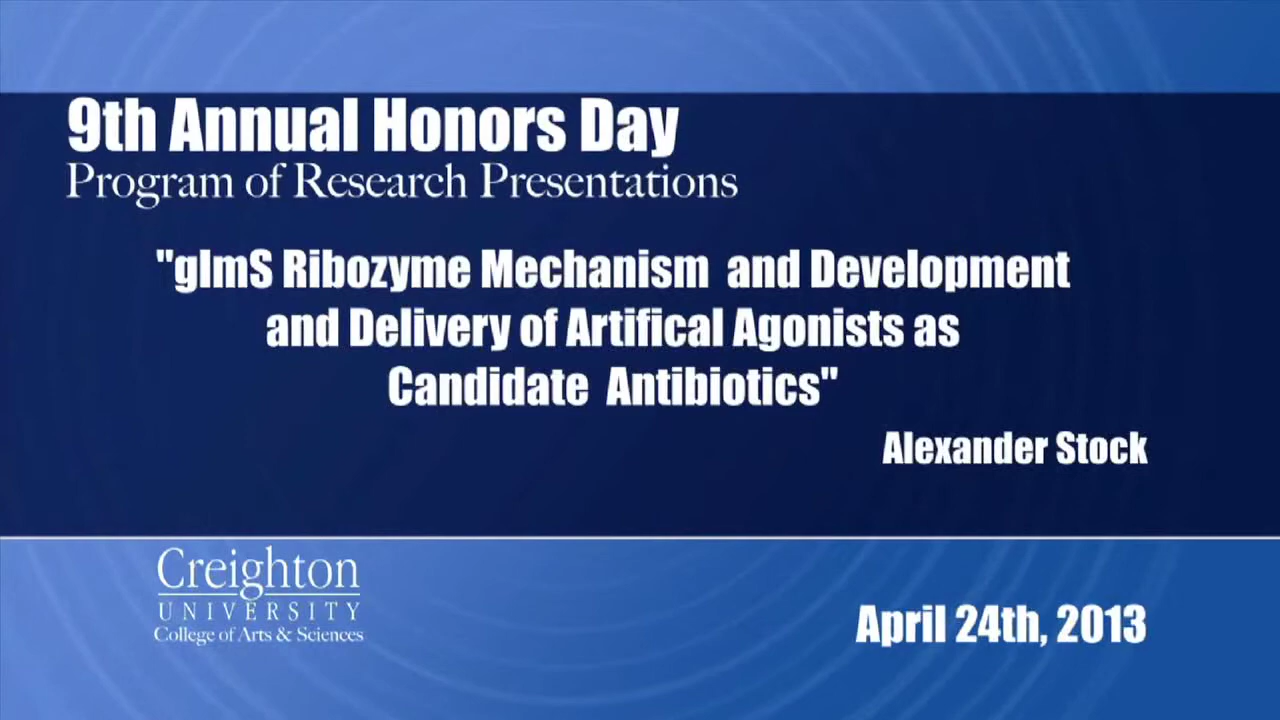 9th Annual Honors Day
Program of Research Presentations
"glmS Ribozyme Mechanism and Development
and Delivery of Artifical Agonists as
Candidate Antibiotics"
Alexander Stock
Creighton
UNIVERSITY
College of Arts & Sciences
April 24th, 2013